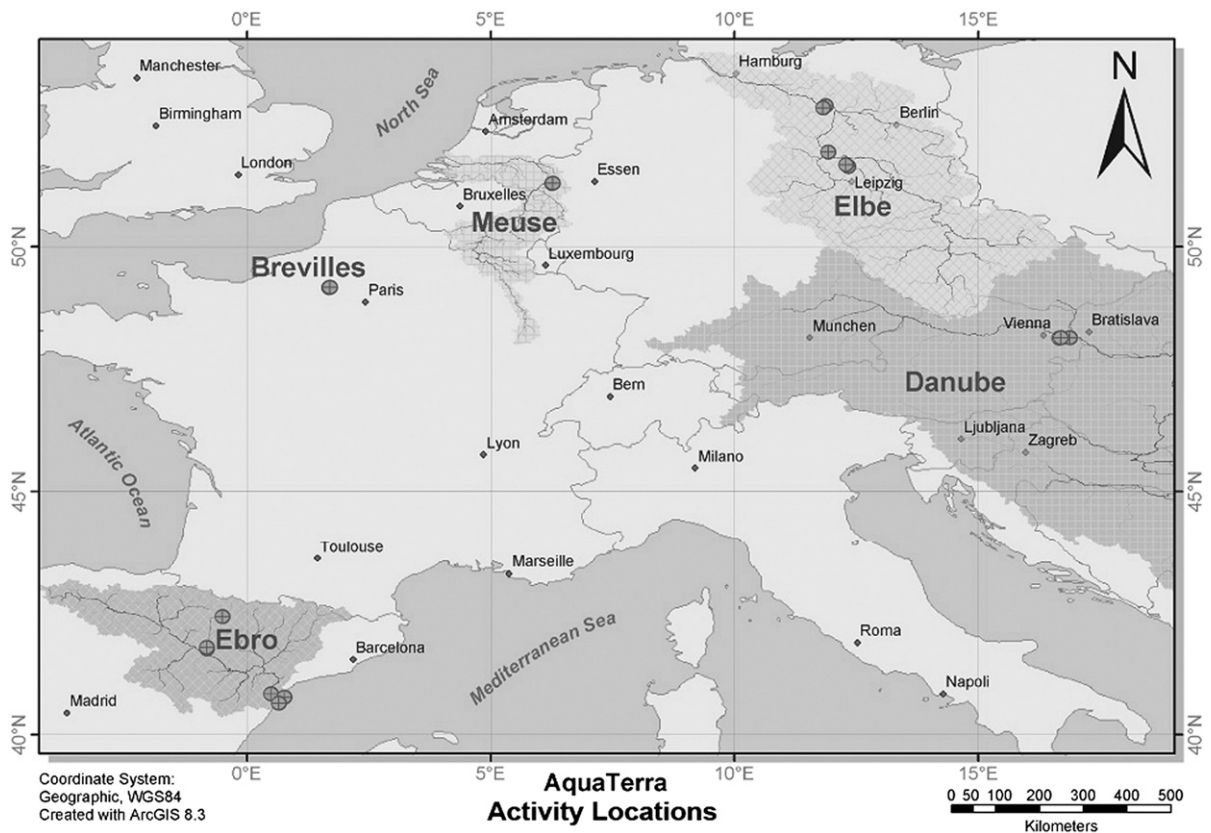 0°E 5°E 10°E 15°E
Manchester
Birmingham
London
North Sea
Amsterdam
Hamburg
Berlin
N
Essen
Leipzig
Elbe
Bruxelles
Meuse
Luxembourg
50°N
50°N
Brevilles
Paris
Munchen
Vienna
Bratislava
Danube
Bern
Ljubljana
Zagreb
Atlantic Ocean
Lyon
Milano
45°N
45°N
Toulouse
Marseille
Ebro
Barcelona
Mediterranean Sea
Roma
Napoli
Madrid
40°N
40°N
0°E 5°E 10°E 15°E
Coordinate System:
Geographic, WGS84
Created with ArcGIS 8.3
AquaTerra
Activity Locations
0 50 100 200 300 400 500
Kilometers